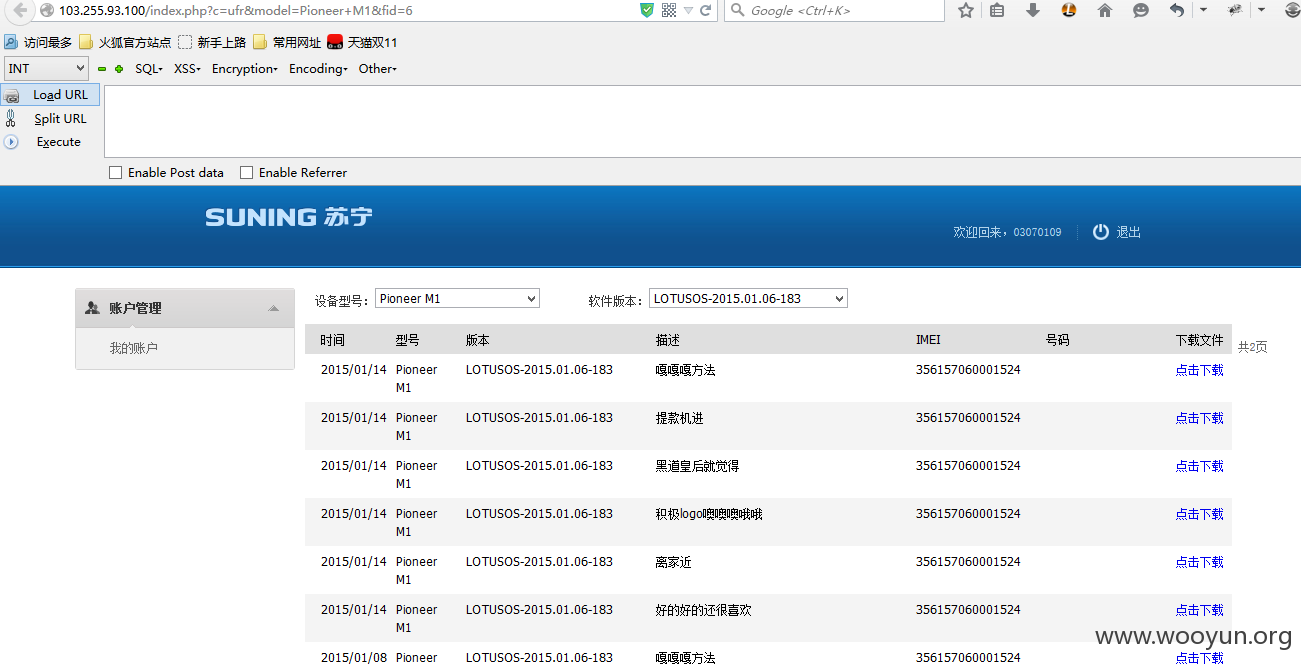 103.255.93.100/index.php?c=ufr&model=Pioneer+M1&fid=6
Google <Ctrl+K>
访问最多 火狐官方站点 新手上路 常用网址 天猫双11
INT SQL XSS Encryption Encoding Other
Load URL
Split URL
Execute
Enable Post data Enable Referrer
SUNING 苏宁
欢迎回来，03070109 退出
账户管理
我的账户
设备型号： Pioneer M1 软件版本： LOTUSOS-2015.01.06-183
时间 型号 版本 描述 IMEI 号码 下载文件
共2页
2015/01/14 Pioneer M1 LOTUSOS-2015.01.06-183 嘎嘎嘎方法 356157060001524 点击下载
2015/01/14 Pioneer M1 LOTUSOS-2015.01.06-183 提款机进 356157060001524 点击下载
2015/01/14 Pioneer M1 LOTUSOS-2015.01.06-183 黑道皇后就觉得 356157060001524 点击下载
2015/01/14 Pioneer M1 LOTUSOS-2015.01.06-183 积极logo噢噢噢哦哦 356157060001524 点击下载
2015/01/14 Pioneer M1 LOTUSOS-2015.01.06-183 离家近 356157060001524 点击下载
2015/01/14 Pioneer M1 LOTUSOS-2015.01.06-183 好的好的还很喜欢 356157060001524 点击下载
2015/01/08 Pioneer LOTUSOS-2015.01.06-183 嘎嘎嘎方法 356157060001524 点击下载
www.wooyun.org